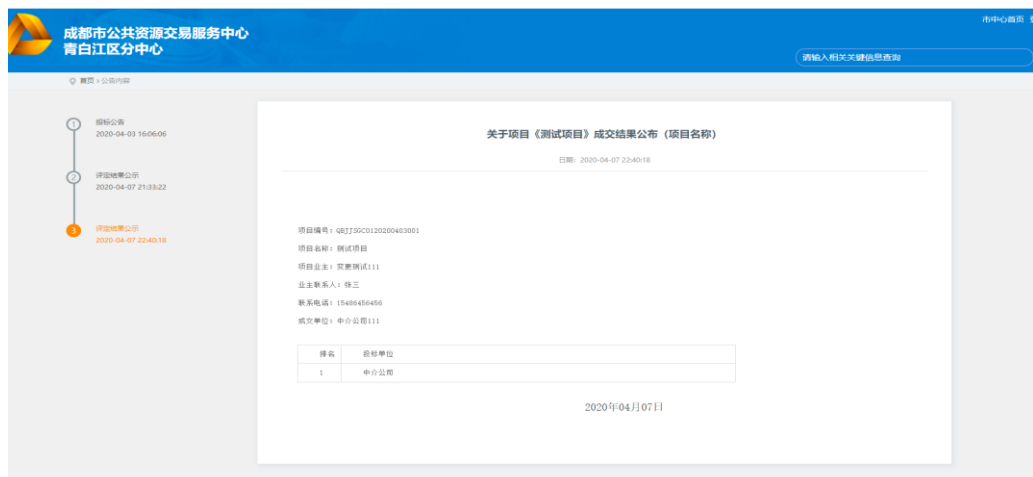 市中心首页
成都市公共资源交易服务中心
青白江区分中心
请输入相关关键信息查询
首页 > 公告内容
1 招标公告
2020-04-03 16:06:06
2 评定结果公示
2020-04-07 21:33:22
3 评定结果公示
2020-04-07 22:40:18
关于项目《测试项目》成交结果公布（项目名称）
日期：2020-04-07 22:40:18
项目编号：QBJJSGC0120200403001
项目名称：测试项目
项目业主：变更测试111
业主联系人：张三
联系电话：15486456456
成交单位：中介公司111
排名 投标单位
1 中介公司
2020年04月07日